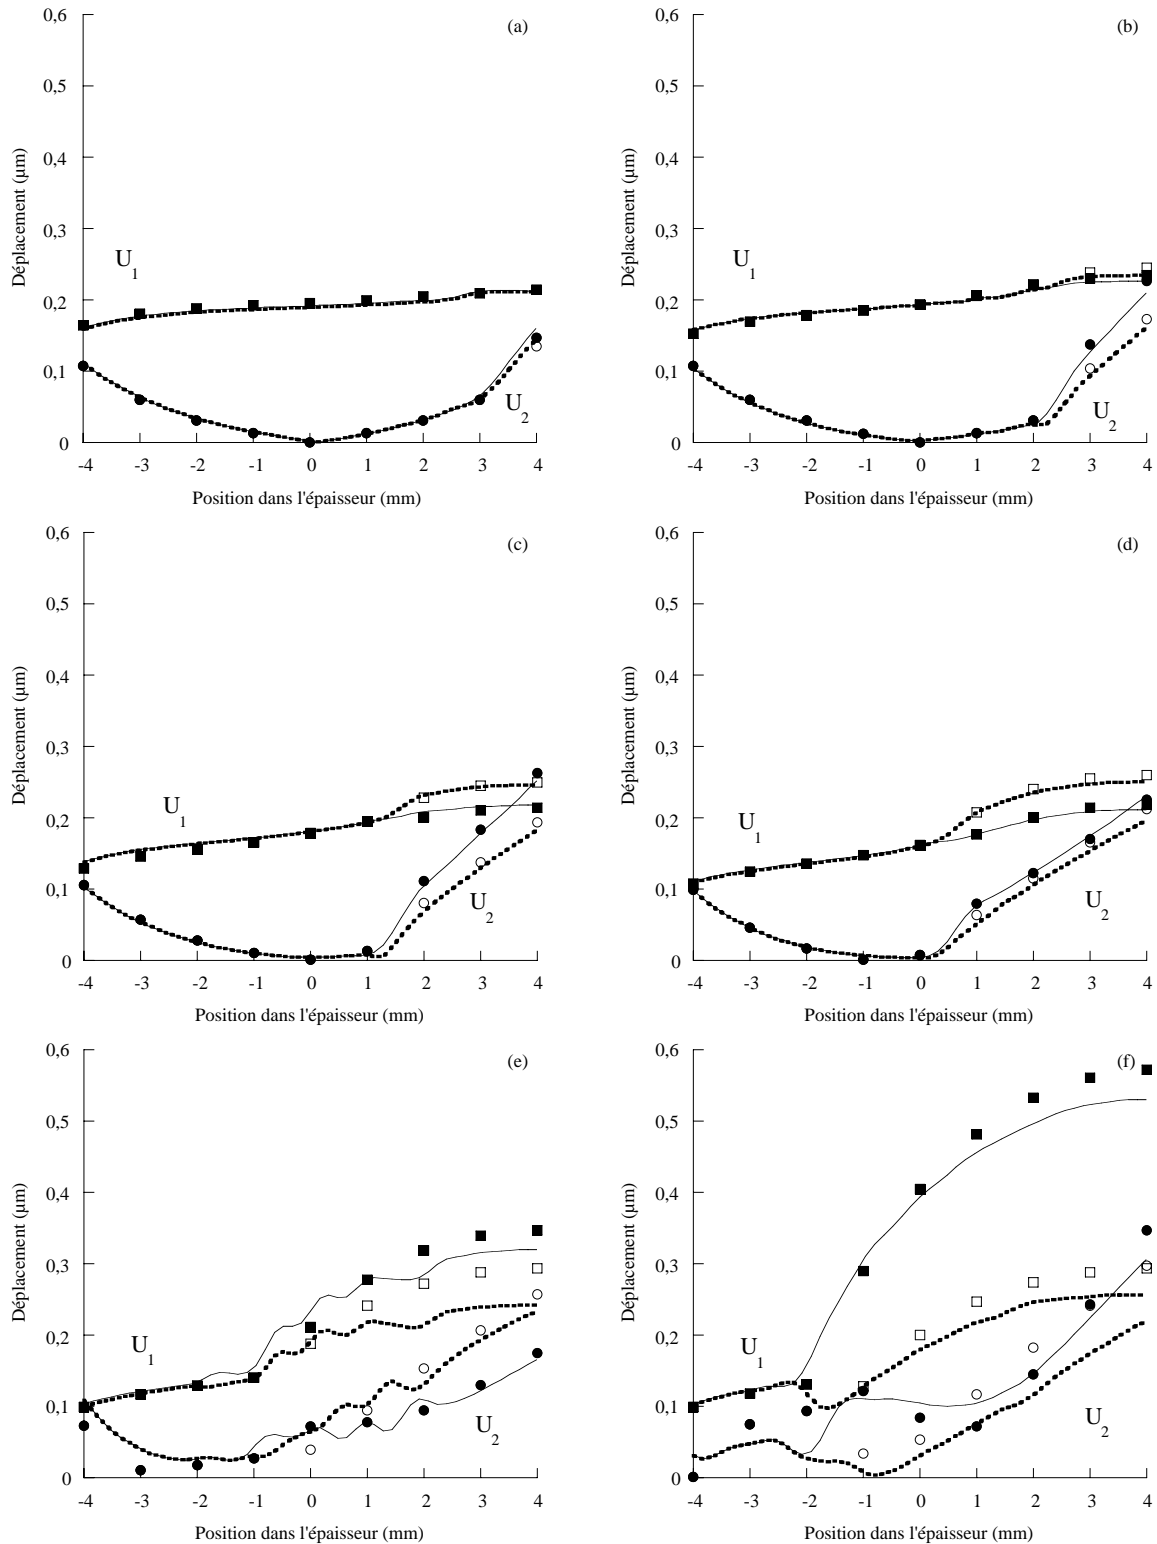 (a)
0,6
0,5
0,4
0,3
0,2
0,1
0
Déplacement (µm)
U1
U2
-4 -3 -2 -1 0 1 2 3 4
Position dans l'épaisseur (mm)
(b)
0,6
0,5
0,4
0,3
0,2
0,1
0
Déplacement (µm)
U1
U2
-4 -3 -2 -1 0 1 2 3 4
Position dans l'épaisseur (mm)
(c)
0,6
0,5
0,4
0,3
0,2
0,1
0
Déplacement (µm)
U1
U2
-4 -3 -2 -1 0 1 2 3 4
Position dans l'épaisseur (mm)
(d)
0,6
0,5
0,4
0,3
0,2
0,1
0
Déplacement (µm)
U1
U2
-4 -3 -2 -1 0 1 2 3 4
Position dans l'épaisseur (mm)
(e)
0,6
0,5
0,4
0,3
0,2
0,1
0
Déplacement (µm)
U1
U2
-4 -3 -2 -1 0 1 2 3 4
Position dans l'épaisseur (mm)
(f)
0,6
0,5
0,4
0,3
0,2
0,1
0
Déplacement (µm)
U1
U2
-4 -3 -2 -1 0 1 2 3 4
Position dans l'épaisseur (mm)